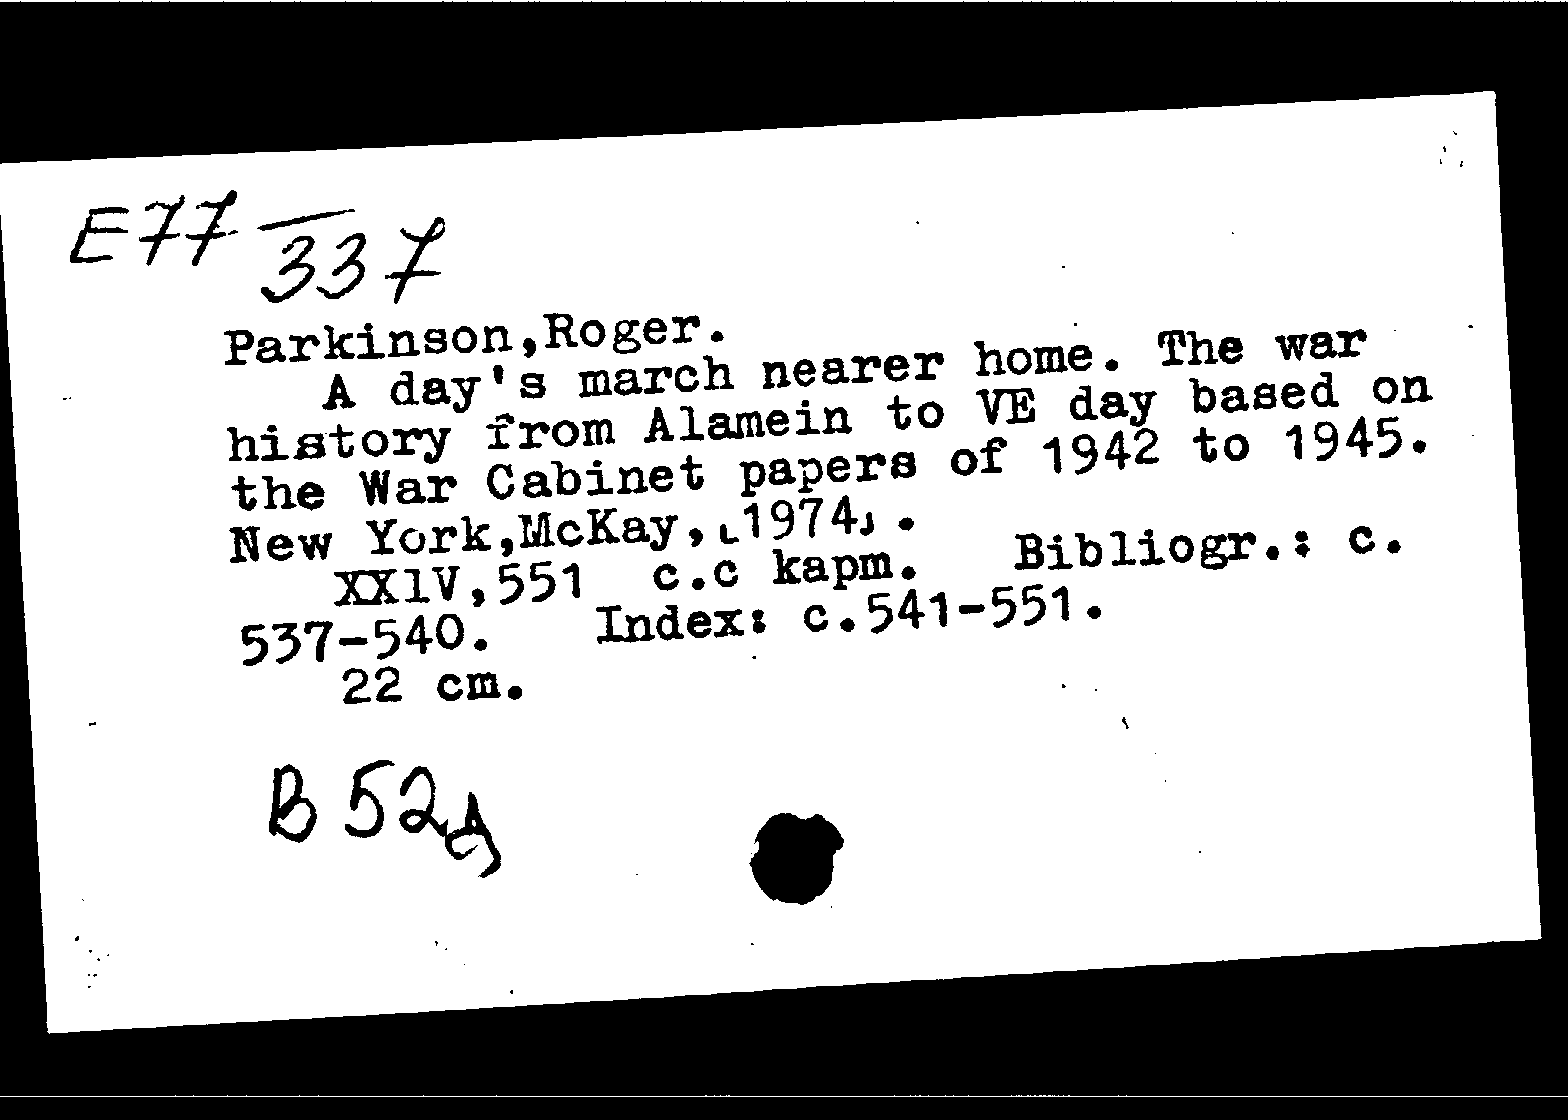 E77
337
Parkinson,Roger.
A day's march nearer home. The war
history from Alamein to VE day based on
the War Cabinet papers of 1942 to 1945.
New York,McKay,[1974].
XX1V,551 c.с карт. Bibliogr.: c.
537-540. Index: c.541-551.
22 cm.
B 52